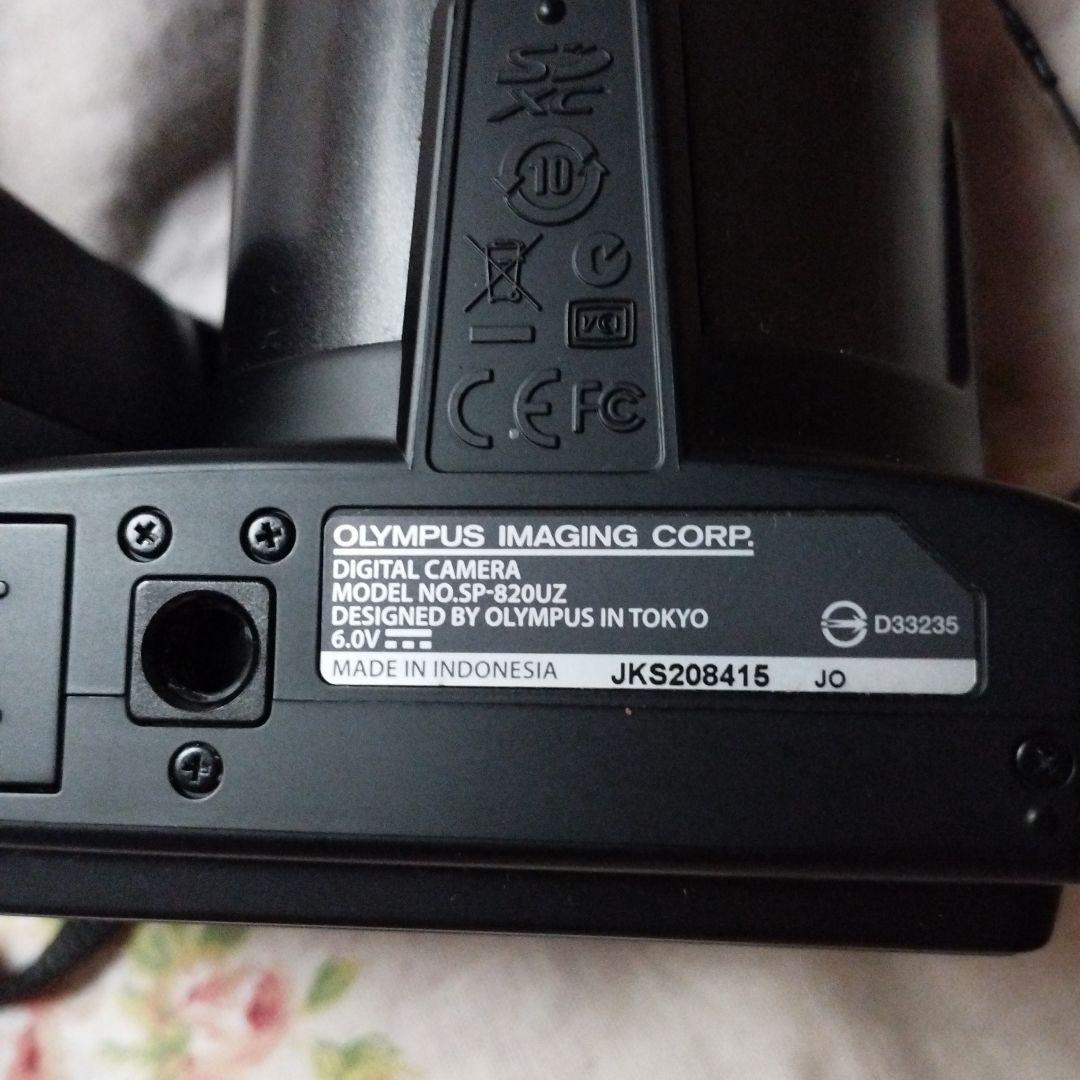 SD
XC
10
VCI
CE FC
OLYMPUS IMAGING CORP.
DIGITAL CAMERA
MODEL NO.SP-820UZ
DESIGNED BY OLYMPUS IN TOKYO
6.0V
D33235
MADE IN INDONESIA JKS208415 JO